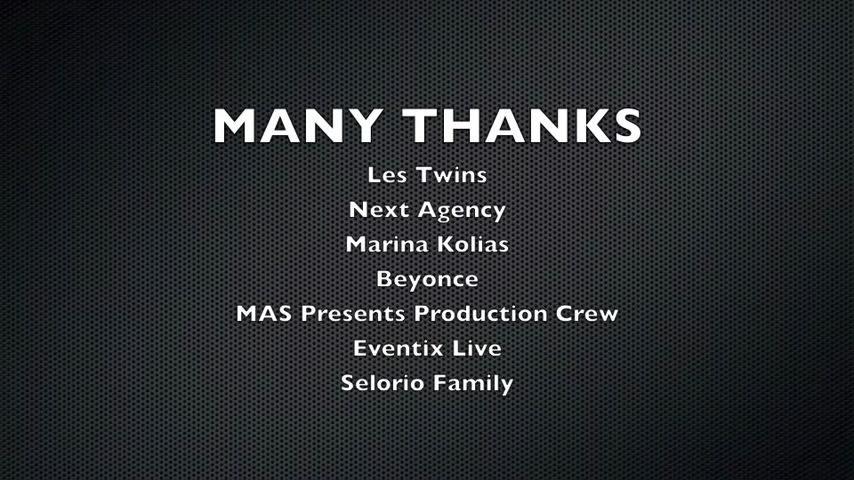 MANY THANKS
Les Twins
Next Agency
Marina Kolias
Beyonce
MAS Presents Production Crew
Eventix Live
Selorio Family